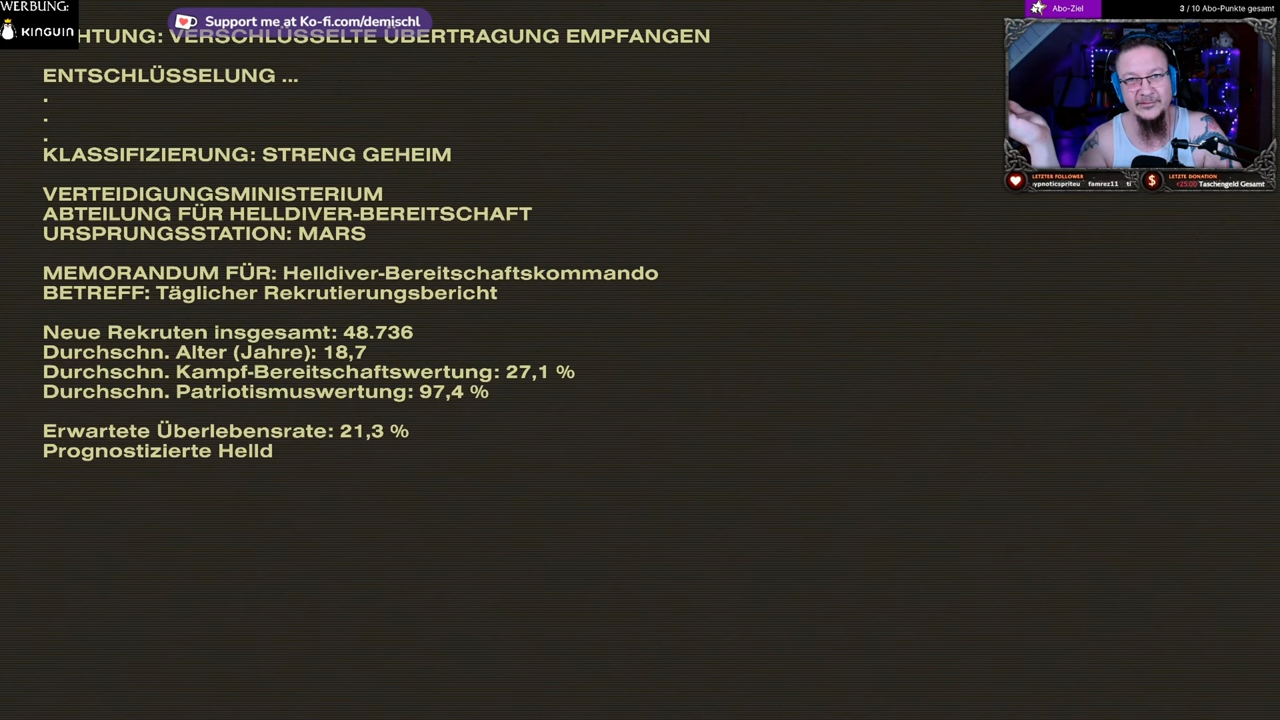 WERBUNG:
KINGUIN
Support me at Ko-fi.com/demischl
HTUNG: VERSCHLÜSSELTE ÜBERTRAGUNG EMPFANGEN
ENTSCHLÜSSELUNG ...
.
.
.
KLASSIFIZIERUNG: STRENG GEHEIM
VERTEIDIGUNGSMINISTERIUM
ABTEILUNG FÜR HELLDIVER-BEREITSCHAFT
URSPRUNGSSTATION: MARS
MEMORANDUM FÜR: Helldiver-Bereitschaftskommando
BETREFF: Täglicher Rekrutierungsbericht
Neue Rekruten insgesamt: 48.736
Durchschn. Alter (Jahre): 18,7
Durchschn. Kampf-Bereitschaftswertung: 27,1 %
Durchschn. Patriotismuswertung: 97,4 %
Erwartete Überlebensrate: 21,3 %
Prognostizierte Helld
Abo-Ziel
3 / 10 Abo-Punkte gesamt
LETZTER FOLLOWER
ypnoticspriteu famrez11 ti
LETZTE DONATION
Taschengeld Gesamt